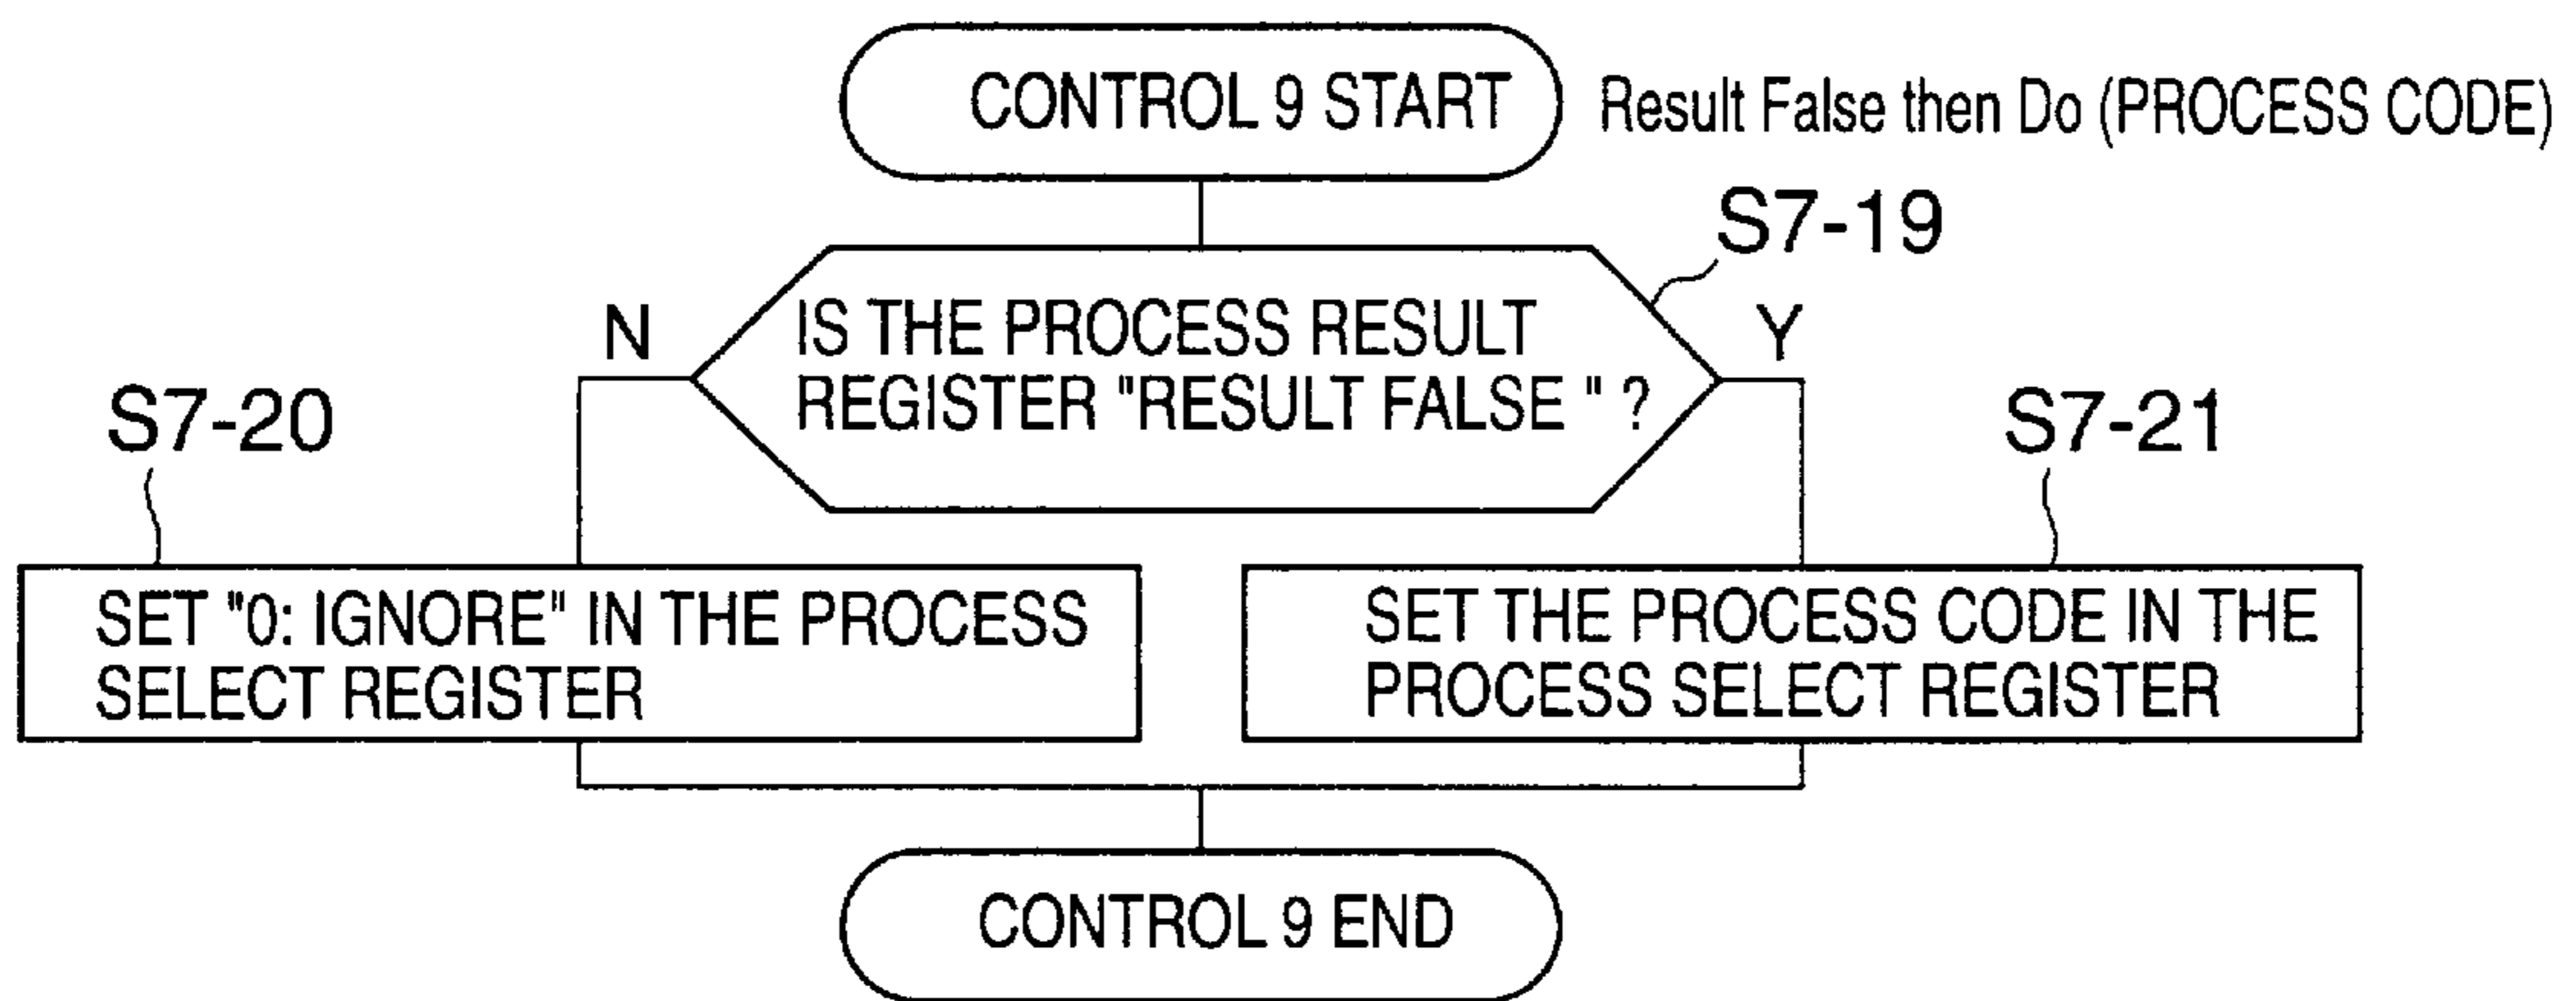 CONTROL 9 START
Result False then Do (PROCESS CODE)
S7-19
N
IS THE PROCESS RESULT
REGISTER "RESULT FALSE " ?
Y
S7-20
S7-21
SET "0: IGNORE" IN THE PROCESS
SELECT REGISTER
SET THE PROCESS CODE IN THE
PROCESS SELECT REGISTER
CONTROL 9 END